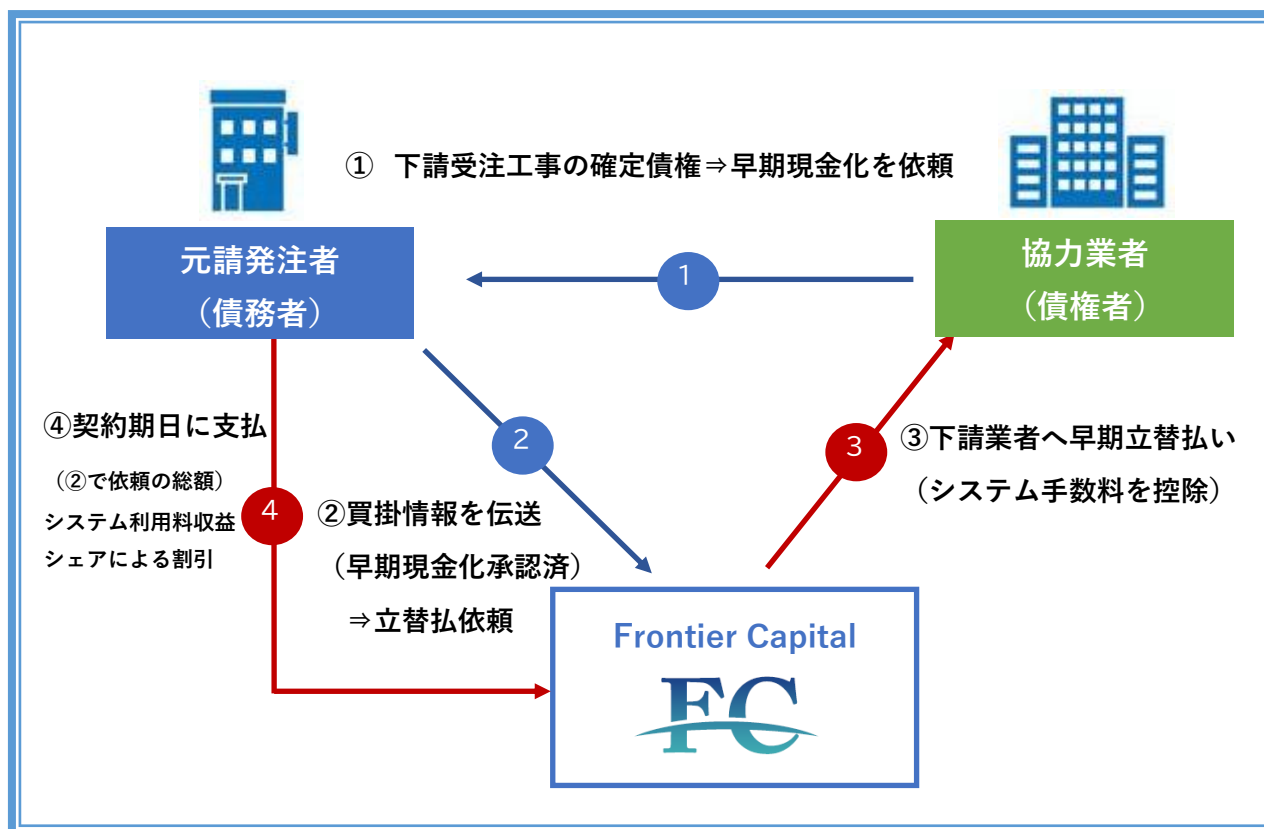 ① 下請受注工事の確定債権⇒早期現金化を依頼
元請発注者
（債務者）
1
協力業者
（債権者）
④契約期日に支払
（②で依頼の総額）
システム利用料収益
シェアによる割引
4
2
②買掛情報を伝送
（早期現金化承認済）
⇒立替払依頼
3
③下請業者へ早期立替払い
（システム手数料を控除）
Frontier Capital
FC